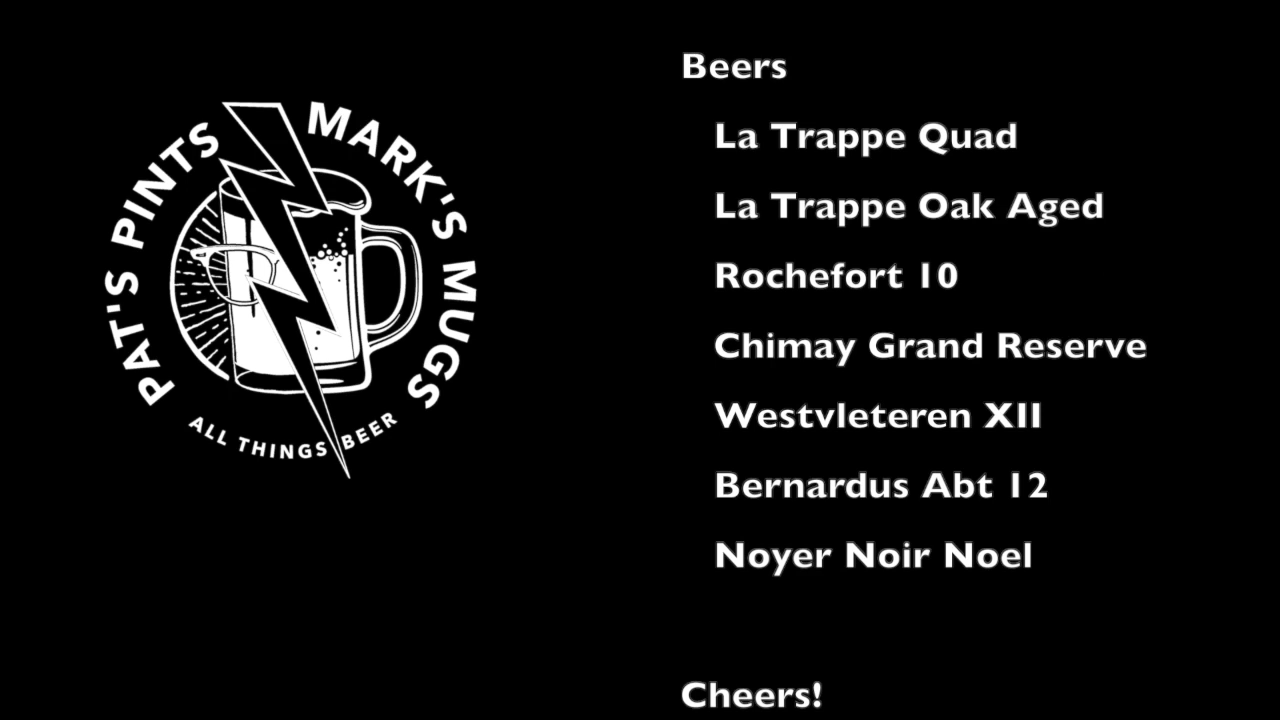 PAT'S PINTS
MARK'S MUGS
ALL THINGS BEER
Beers
La Trappe Quad
La Trappe Oak Aged
Rochefort 10
Chimay Grand Reserve
Westvleteren XII
Bernardus Abt 12
Noyer Noir Noel
Cheers!